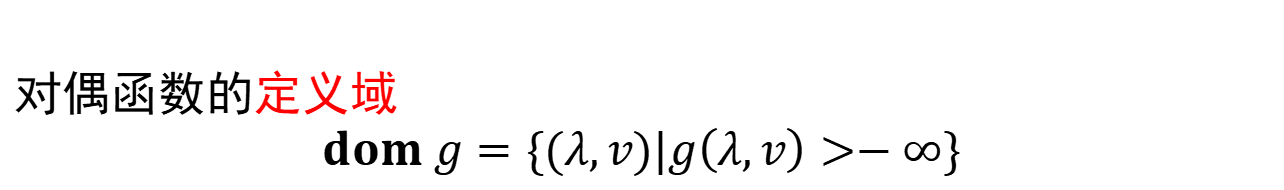 对偶函数的定义域
dom g = {(λ, v)|g(λ, v) >− ∞}